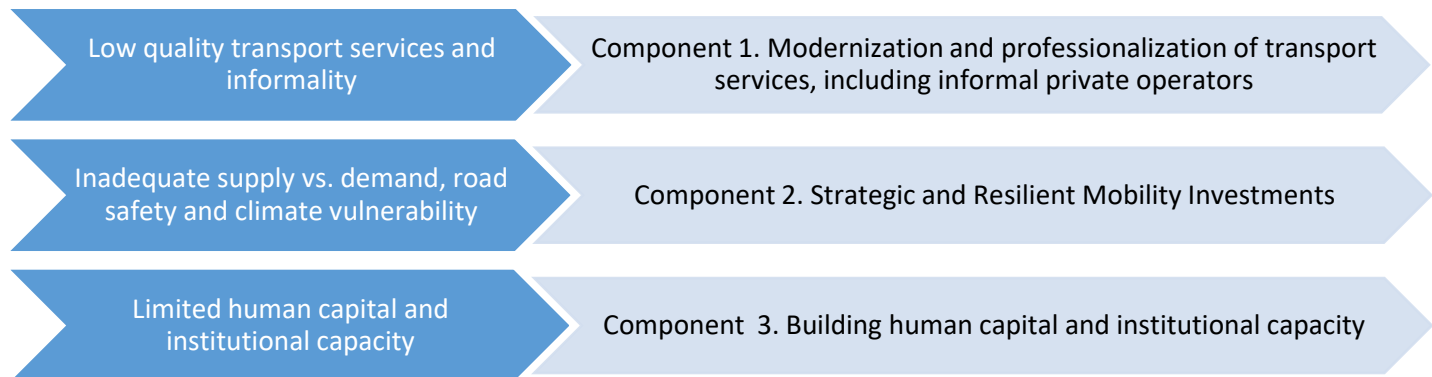 Low quality transport services and
informality
Component 1. Modernization and professionalization of transport
services, including informal private operators
Inadequate supply vs. demand, road
safety and climate vulnerability
Component 2. Strategic and Resilient Mobility Investments
Limited human capital and
institutional capacity
Component  3. Building human capital and institutional capacity